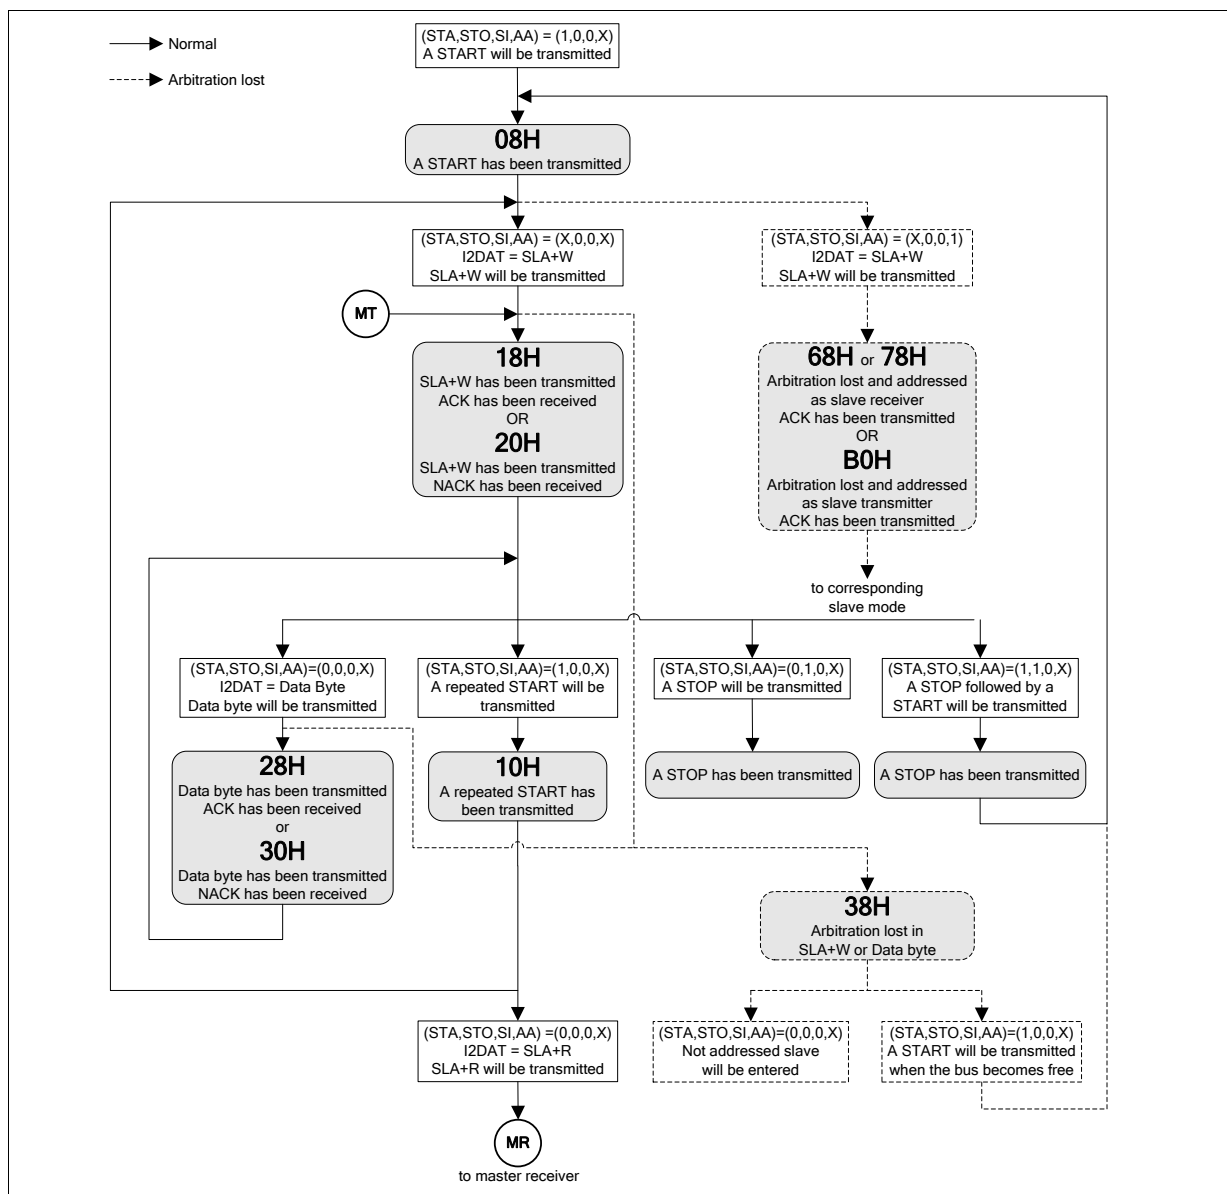 Normal
Arbitration lost
(STA,STO,SI,AA) = (1,0,0,X)
A START will be transmitted
08H
A START has been transmitted
(STA,STO,SI,AA) = (X,0,0,X)
I2DAT = SLA+W
SLA+W will be transmitted
(STA,STO,SI,AA) = (X,0,0,1)
I2DAT = SLA+W
SLA+W will be transmitted
MT
18H
SLA+W has been transmitted
ACK has been received
OR
20H
SLA+W has been transmitted
NACK has been received
68H or 78H
Arbitration lost and addressed
as slave receiver
ACK has been transmitted
OR
B0H
Arbitration lost and addressed
as slave transmitter
ACK has been transmitted
to corresponding
slave mode
(STA,STO,SI,AA)=(0,0,0,X)
I2DAT = Data Byte
Data byte will be transmitted
(STA,STO,SI,AA)=(1,0,0,X)
A repeated START will be
transmitted
(STA,STO,SI,AA)=(0,1,0,X)
A STOP will be transmitted
(STA,STO,SI,AA)=(1,1,0,X)
A STOP followed by a
START will be transmitted
28H
Data byte has been transmitted
ACK has been received
or
30H
Data byte has been transmitted
NACK has been received
10H
A repeated START has
been transmitted
A STOP has been transmitted
A STOP has been transmitted
38H
Arbitration lost in
SLA+W or Data byte
(STA,STO,SI,AA) =(0,0,0,X)
I2DAT = SLA+R
SLA+R will be transmitted
(STA,STO,SI,AA)=(0,0,0,X)
Not addressed slave
will be entered
(STA,STO,SI,AA)=(1,0,0,X)
A START will be transmitted
when the bus becomes free
MR
to master receiver